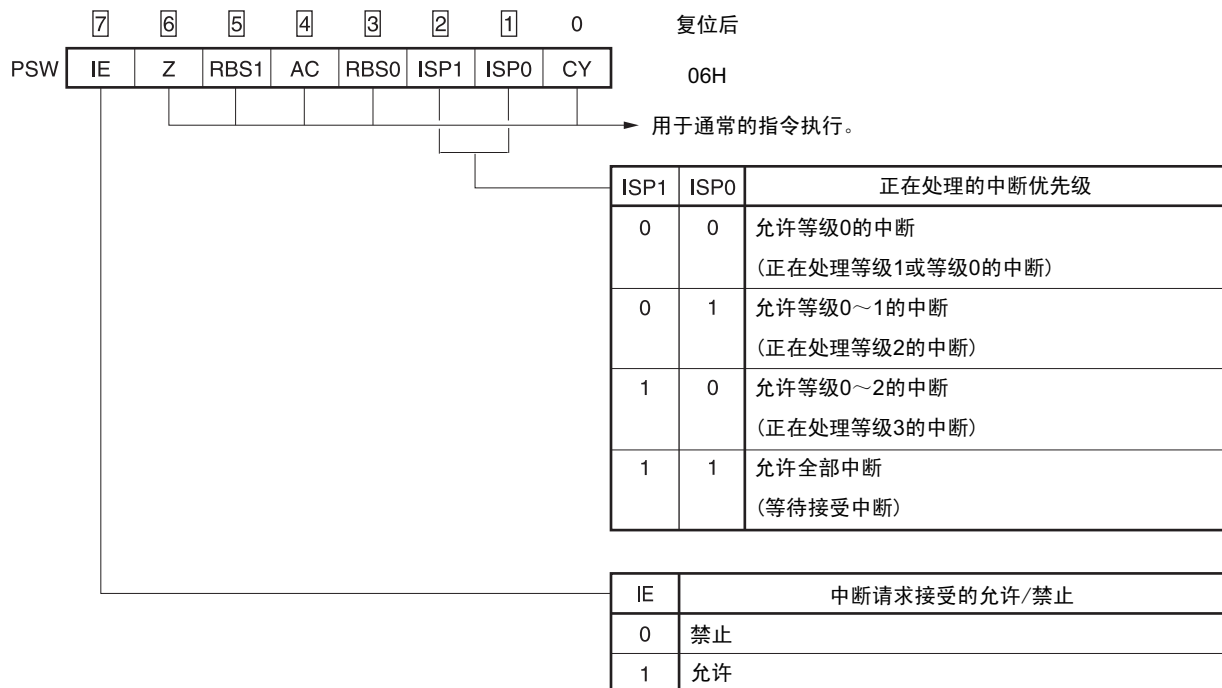 7 6 5 4 3 2 1 0 复位后
PSW IE Z RBS1 AC RBS0 ISP1 ISP0 CY 06H
用于通常的指令执行。
ISP1 ISP0 正在处理的中断优先级
0 0 允许等级0的中断
(正在处理等级1或等级0的中断)
0 1 允许等级0～1的中断
(正在处理等级2的中断)
1 0 允许等级0～2的中断
(正在处理等级3的中断)
1 1 允许全部中断
(等待接受中断)
IE 中断请求接受的允许/禁止
0 禁止
1 允许